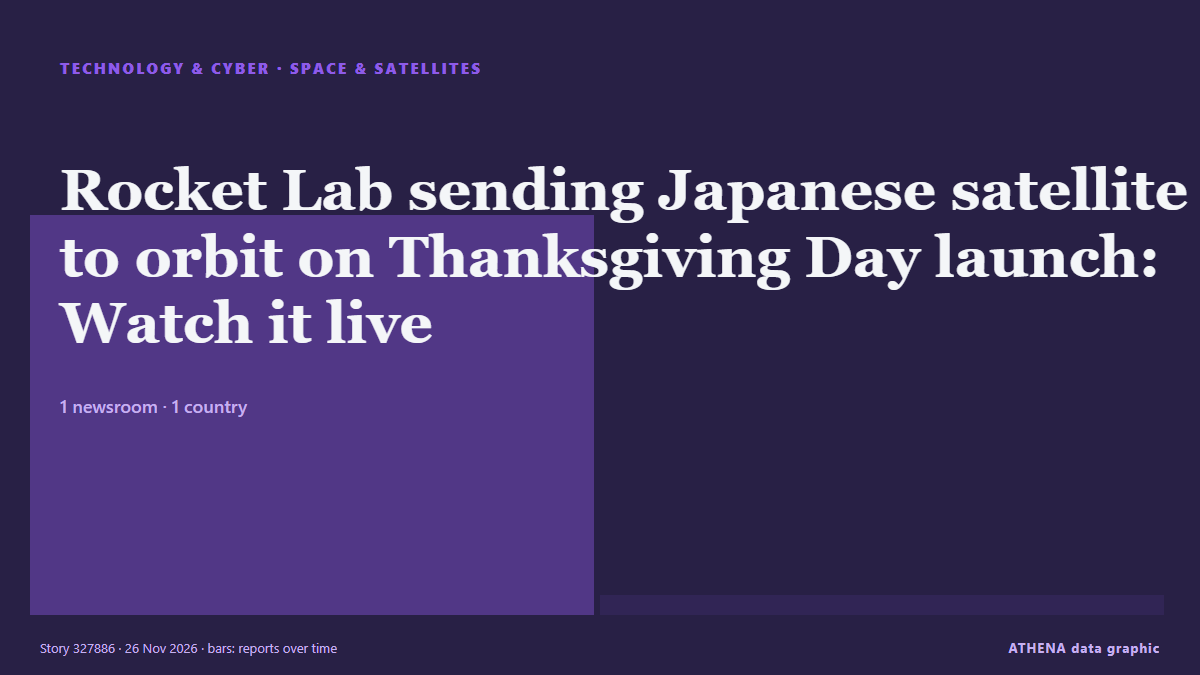 TECHNOLOGY & CYBER · SPACE & SATELLITES
Rocket Lab sending Japanese satellite
to orbit on Thanksgiving Day launch:
Watch it live
1 newsroom · 1 country
Story 327886 · 26 Nov 2026 · bars: reports over time
ATHENA data graphic